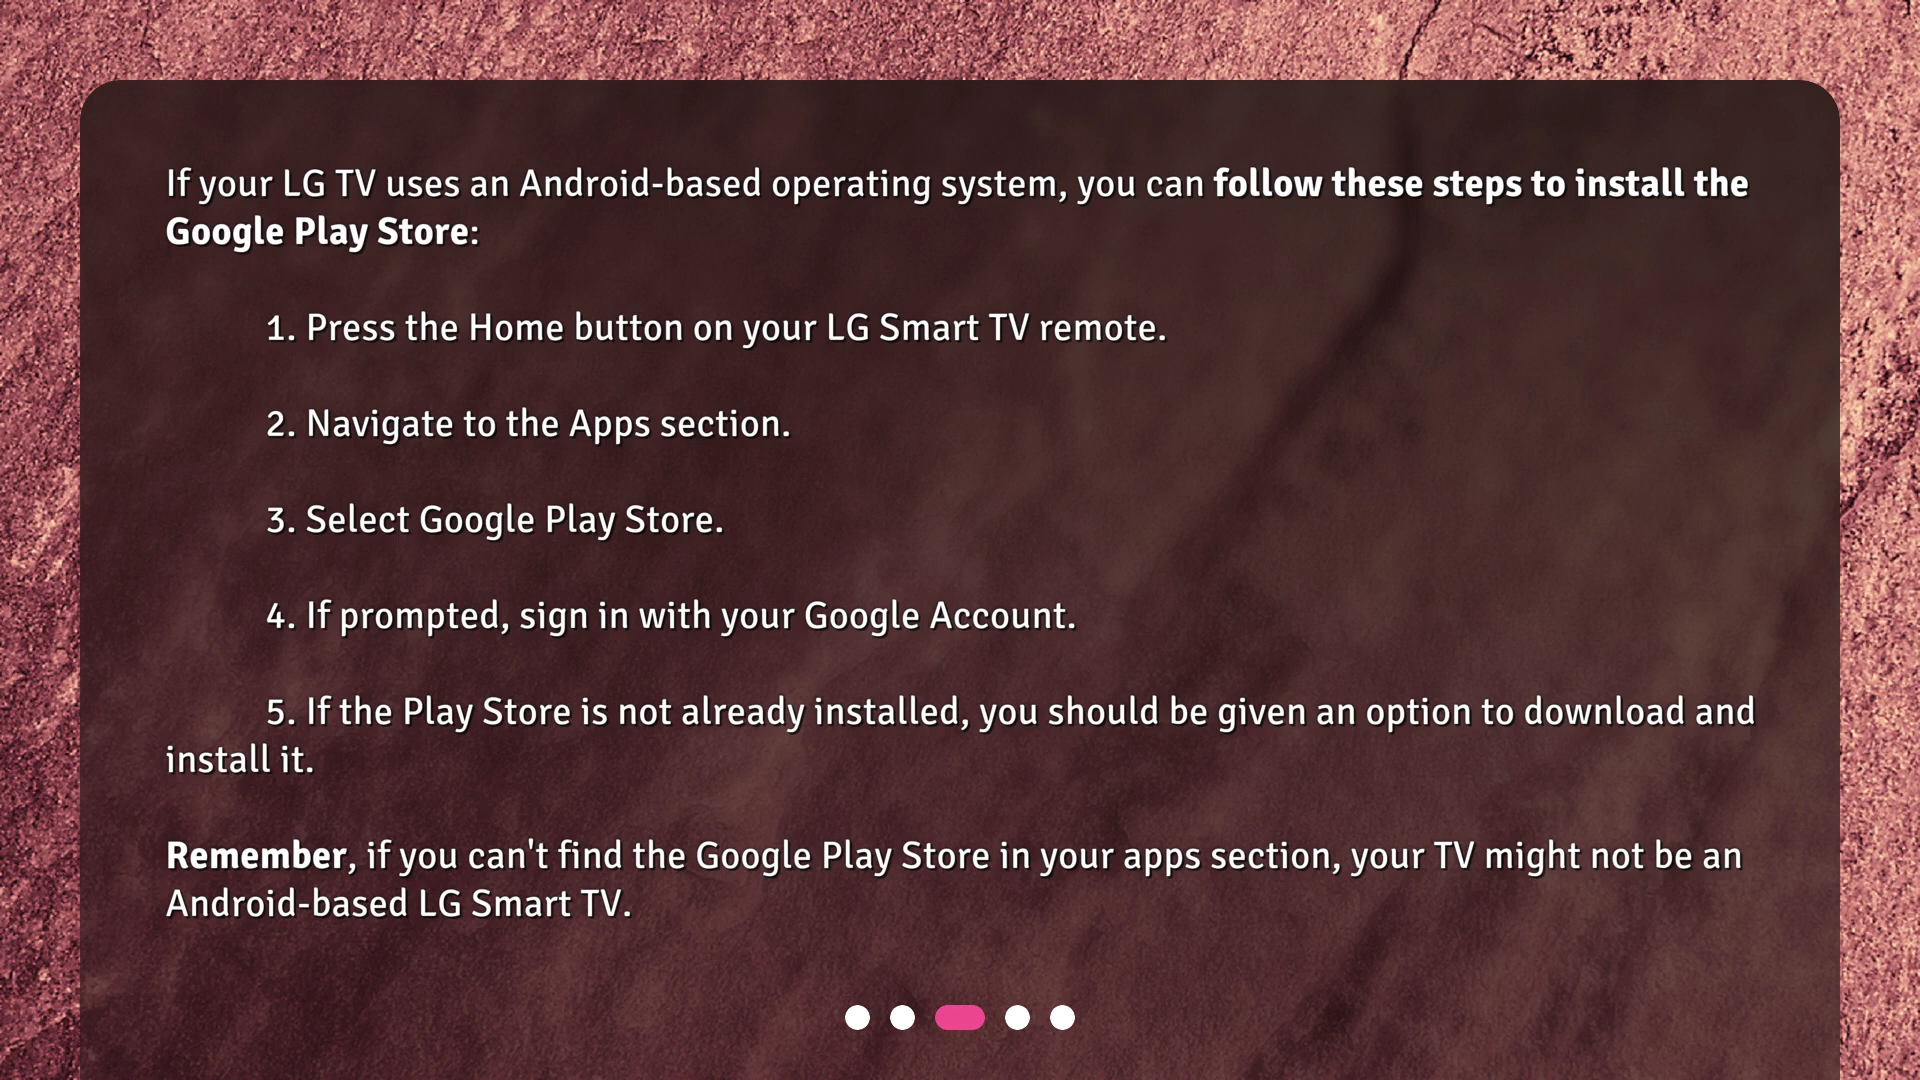 If your LG TV uses an Android-based operating system, you can follow these steps to install the
Google Play Store:
1. Press the Home button on your LG Smart TV remote.
2. Navigate to the Apps section.
3. Select Google Play Store.
4. If prompted, sign in with your Google Account.
5. If the Play Store is not already installed, you should be given an option to download and
install it.
Remember, if you can't find the Google Play Store in your apps section, your TV might not be an
Android-based LG Smart TV.